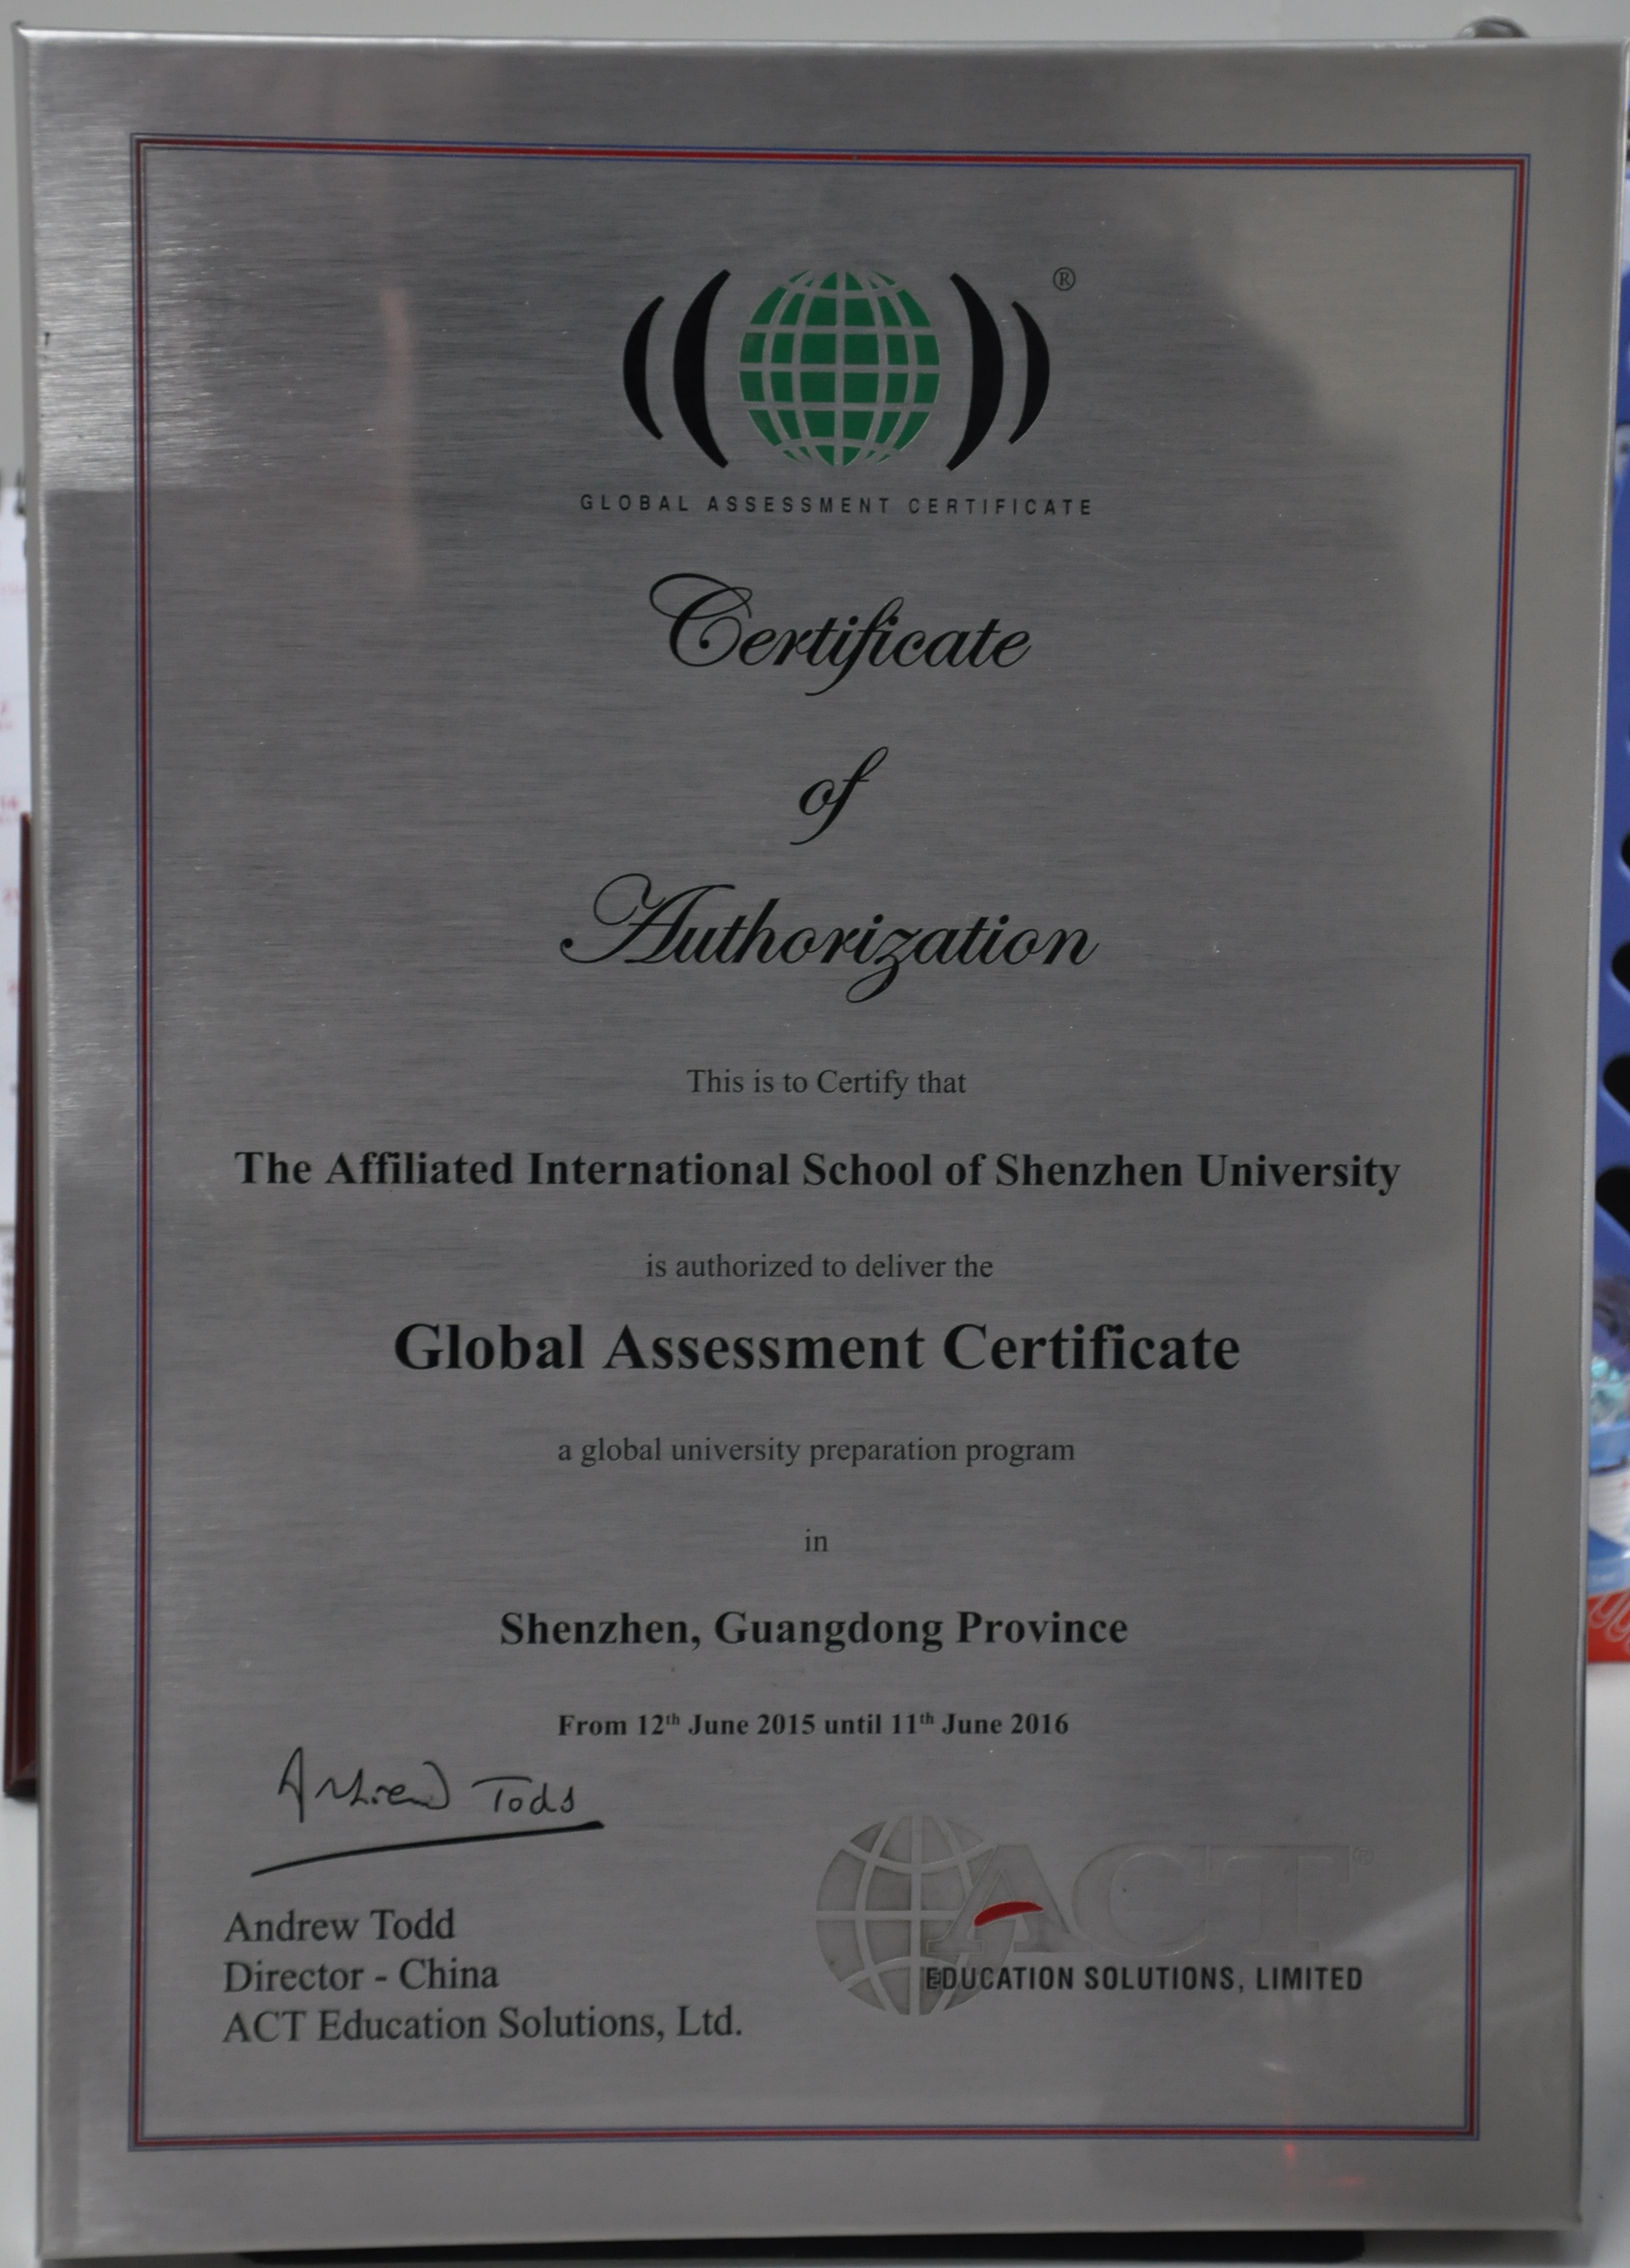 ®
GLOBAL ASSESSMENT CERTIFICATE
Certificate
of
Authorization
This is to Certify that
The Affiliated International School of Shenzhen University
is authorized to deliver the
Global Assessment Certificate
a global university preparation program
in
Shenzhen, Guangdong Province
From 12th June 2015 until 11th June 2016
Andrew Todd
Andrew Todd
Director - China
ACT Education Solutions, Ltd.
ACT®
EDUCATION SOLUTIONS, LIMITED